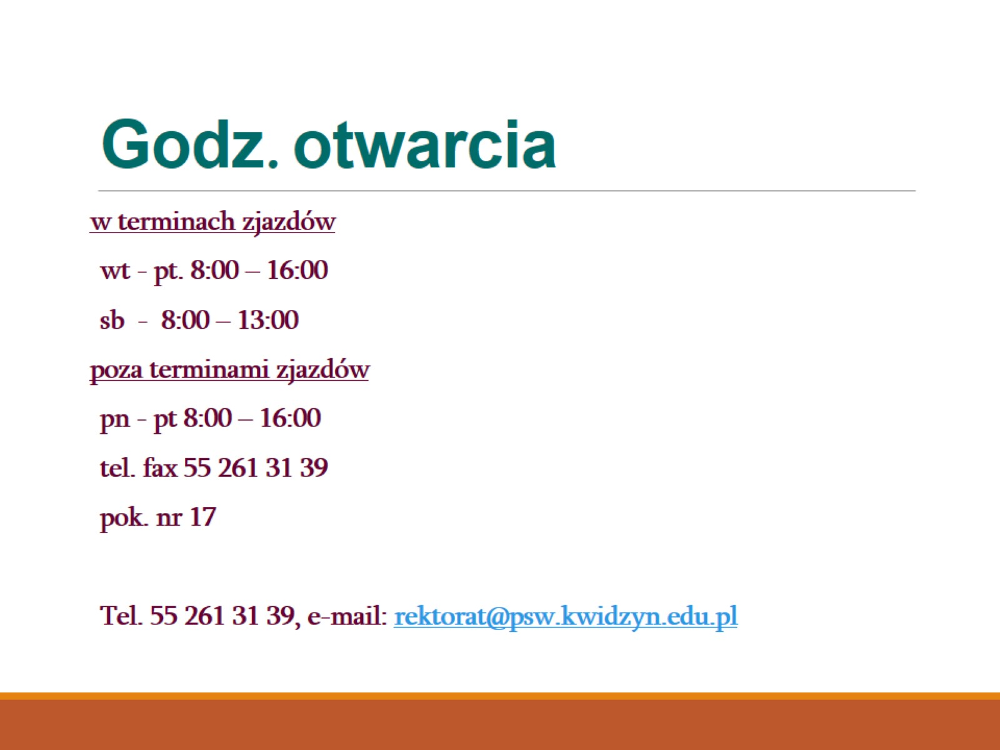 Godz. otwarcia
w terminach zjazdów
wt - pt. 8:00 – 16:00
sb - 8:00 – 13:00
poza terminami zjazdów
pn - pt 8:00 – 16:00
tel. fax 55 261 31 39
pok. nr 17
Tel. 55 261 31 39, e-mail: rektorat@psw.kwidzyn.edu.pl